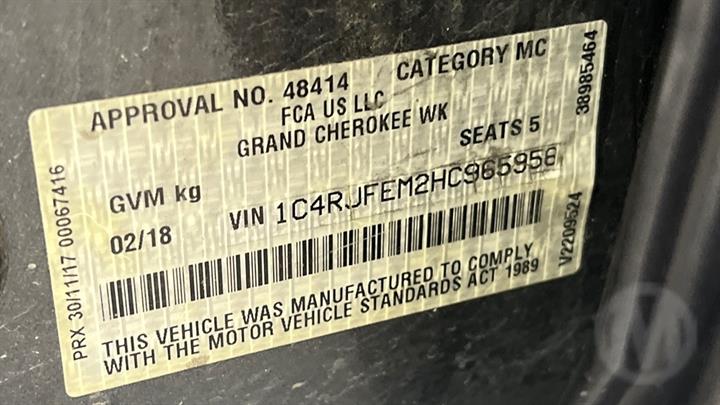 APPROVAL NO. 48414 CATEGORY MC
FCA US LLC
GRAND CHEROKEE WK
SEATS 5
GVM kg
02/18 VIN 1C4RJFEM2HC965956
THIS VEHICLE WAS MANUFACTURED TO COMPLY
WITH THE MOTOR VEHICLE STANDARDS ACT 1989
PRX 30/11/17 00067416
38985464
V2209524